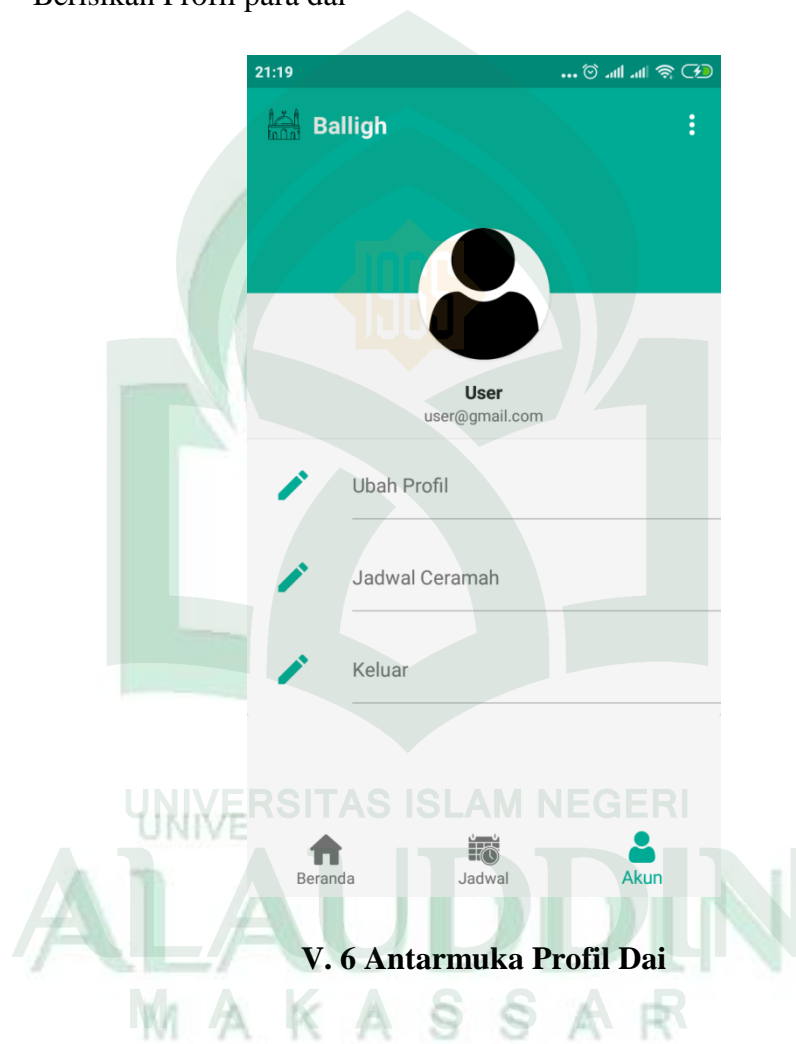 Berisikan Profil para dai
21:19
Balligh
1965
User
user@gmail.com
Ubah Profil
Jadwal Ceramah
Keluar
UNIVERSITAS ISLAM NEGERI
Beranda Jadwal Akun
ALAUDDIN
V. 6 Antarmuka Profil Dai
MAKASSAR